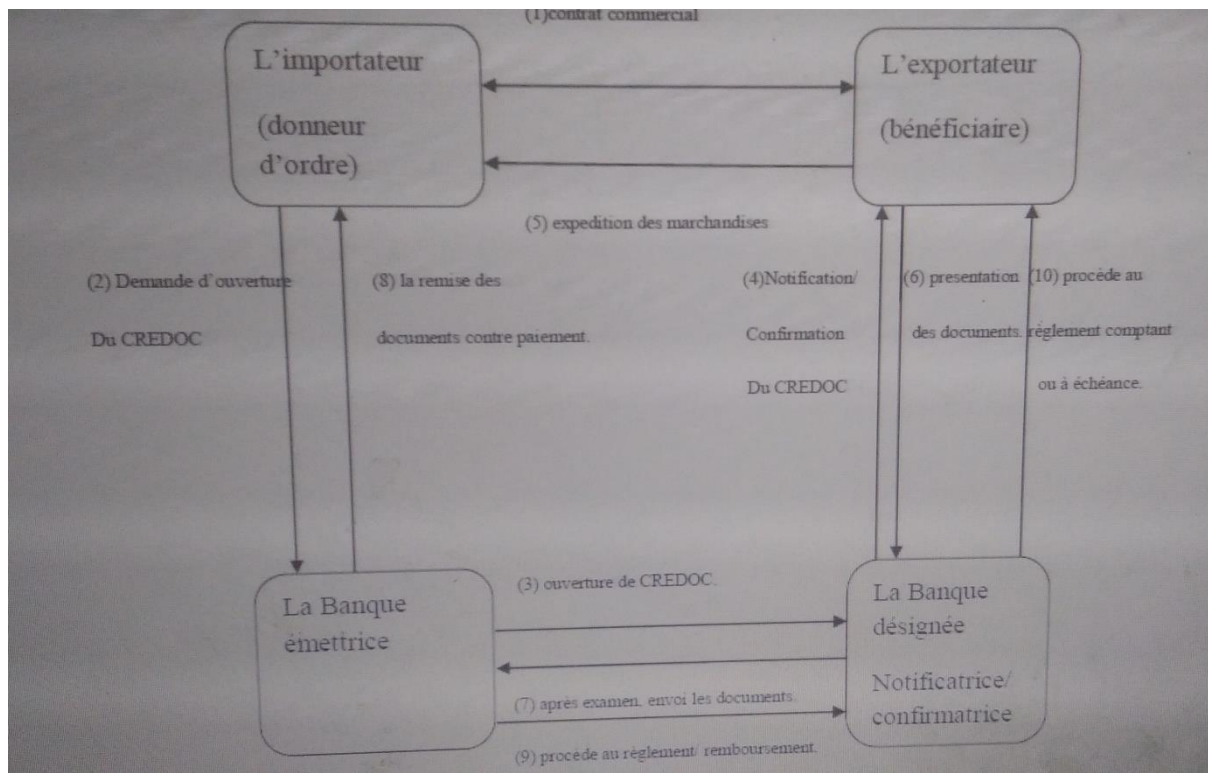 (1)contrat commercial
L'importateur
(donneur
d'ordre)
L'exportateur
(bénéficiaire)
(5) expedition des marchandises
(2) Demande d'ouverture
Du CREDOC
(8) la remise des
documents contre paiement.
(4)Notification/
Confirmation
Du CREDOC
(6) presentation
des documents.
(10) procède au
règlement comptant
ou à échéance.
La Banque
émettrice
(3) ouverture de CREDOC.
(7) après examen, envoi les documents.
(9) procède au règlement/ remboursement.
La Banque
désignée
Notificatrice/
confirmatrice